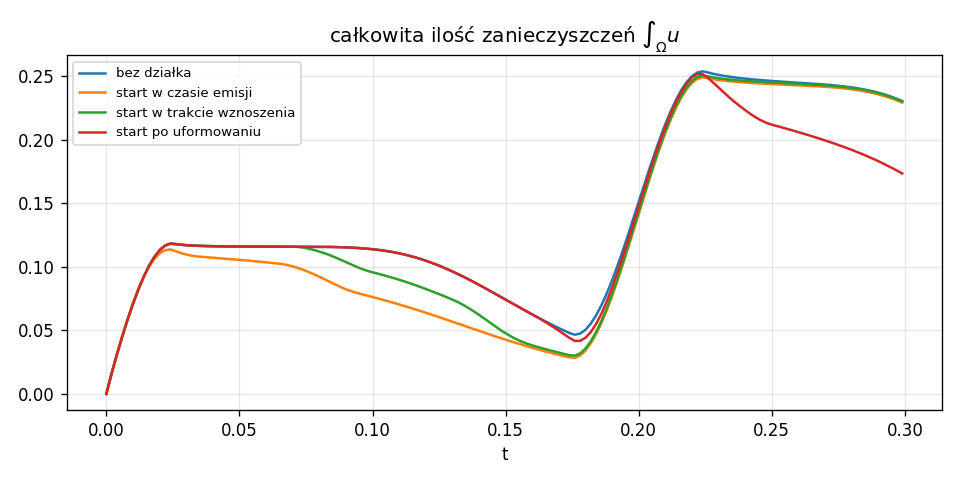 całkowita ilość zanieczyszczeń ∫_Ω u
bez działka
start w czasie emisji
start w trakcie wznoszenia
start po uformowaniu
0.25
0.20
0.15
0.10
0.05
0.00
0.00 0.05 0.10 0.15 0.20 0.25 0.30
t